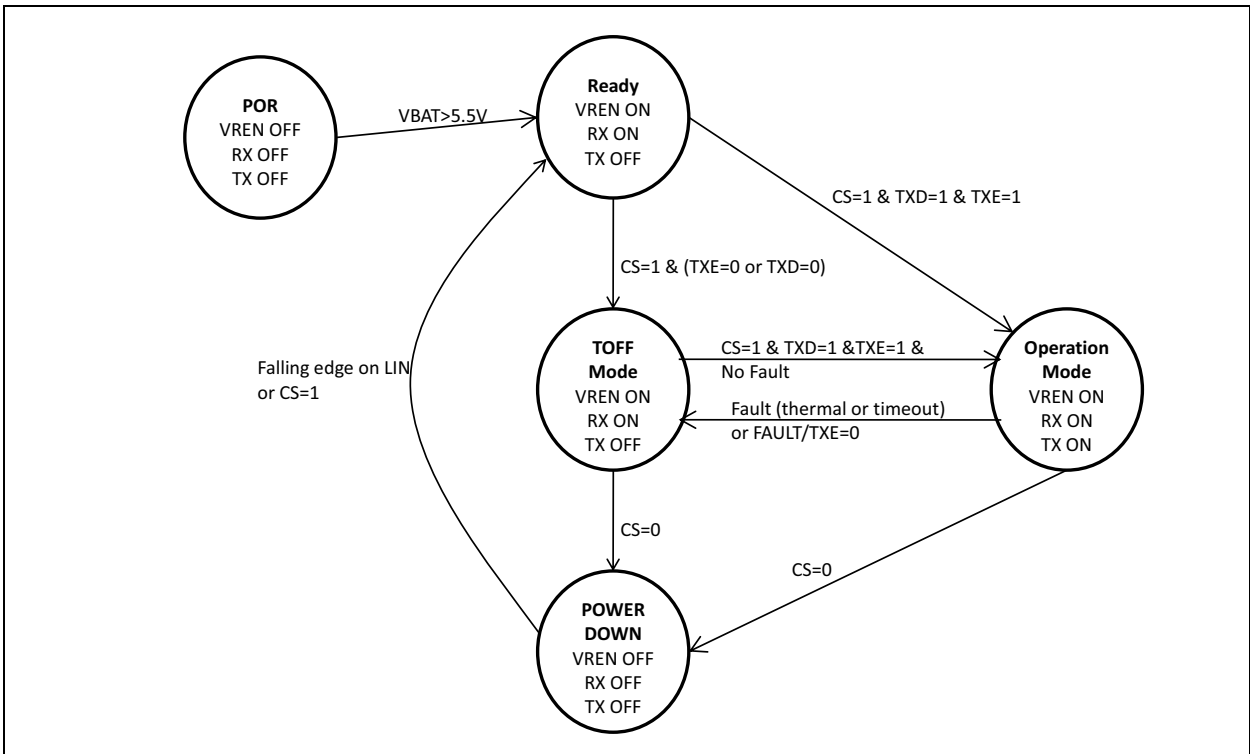 POR
VREN OFF
RX OFF
TX OFF
VBAT>5.5V
Ready
VREN ON
RX ON
TX OFF
CS=1 & TXD=1 & TXE=1
CS=1 & (TXE=0 or TXD=0)
Falling edge on LIN
or CS=1
TOFF
Mode
VREN ON
RX ON
TX OFF
CS=1 & TXD=1 &TXE=1 &
No Fault
Fault (thermal or timeout)
or FAULT/TXE=0
Operation
Mode
VREN ON
RX ON
TX ON
CS=0
CS=0
POWER
DOWN
VREN OFF
RX OFF
TX OFF